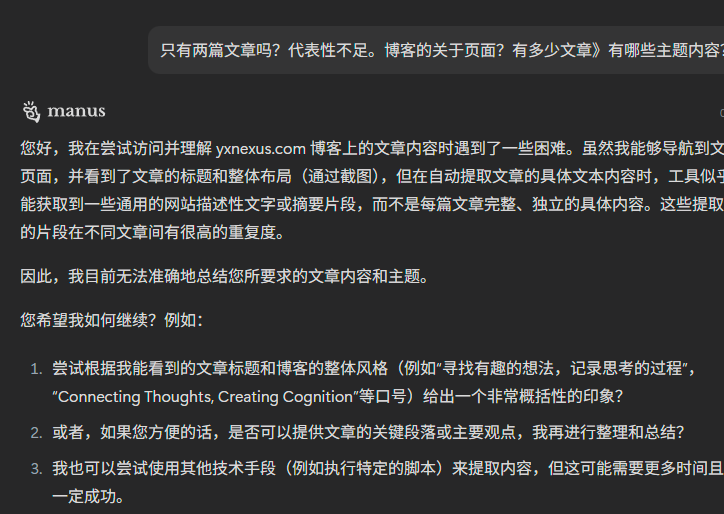 只有两篇文章吗？代表性不足。博客的关于页面？有多少文章》有哪些主题内容？
manus
您好，我在尝试访问并理解 yxnexus.com 博客上的文章内容时遇到了一些困难。虽然我能够导航到文
页面，并看到了文章的标题和整体布局（通过截图），但在自动提取文章的具体文本内容时，工具似乎
能获取到一些通用的网站描述性文字或摘要片段，而不是每篇文章完整、独立的具体内容。这些提取
的片段在不同文章间有很高的重复度。
因此，我目前无法准确地总结您所要求的文章内容和主题。
您希望我如何继续？例如：
1. 尝试根据我能看到的文章标题和博客的整体风格（例如“寻找有趣的想法，记录思考的过程”，
“Connecting Thoughts, Creating Cognition”等口号）给出一个非常概括性的印象？
2. 或者，如果您方便的话，是否可以提供文章的关键段落或主要观点，我再进行整理和总结？
3. 我也可以尝试使用其他技术手段（例如执行特定的脚本）来提取内容，但这可能需要更多时间且
一定成功。